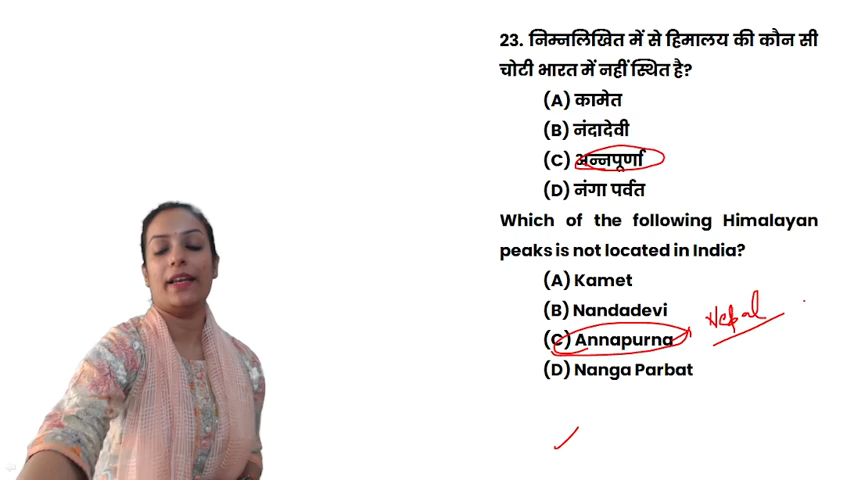 23. निम्नलिखित में से हिमालय की कौन सी
चोटी भारत में नहीं स्थित है?
(A) कामेत
(B) नंदादेवी
(C) अन्नपूर्णा
(D) नंगा पर्वत
Which of the following Himalayan
peaks is not located in India?
(A) Kamet
(B) Nandadevi
(C) Annapurna
Nepal
(D) Nanga Parbat